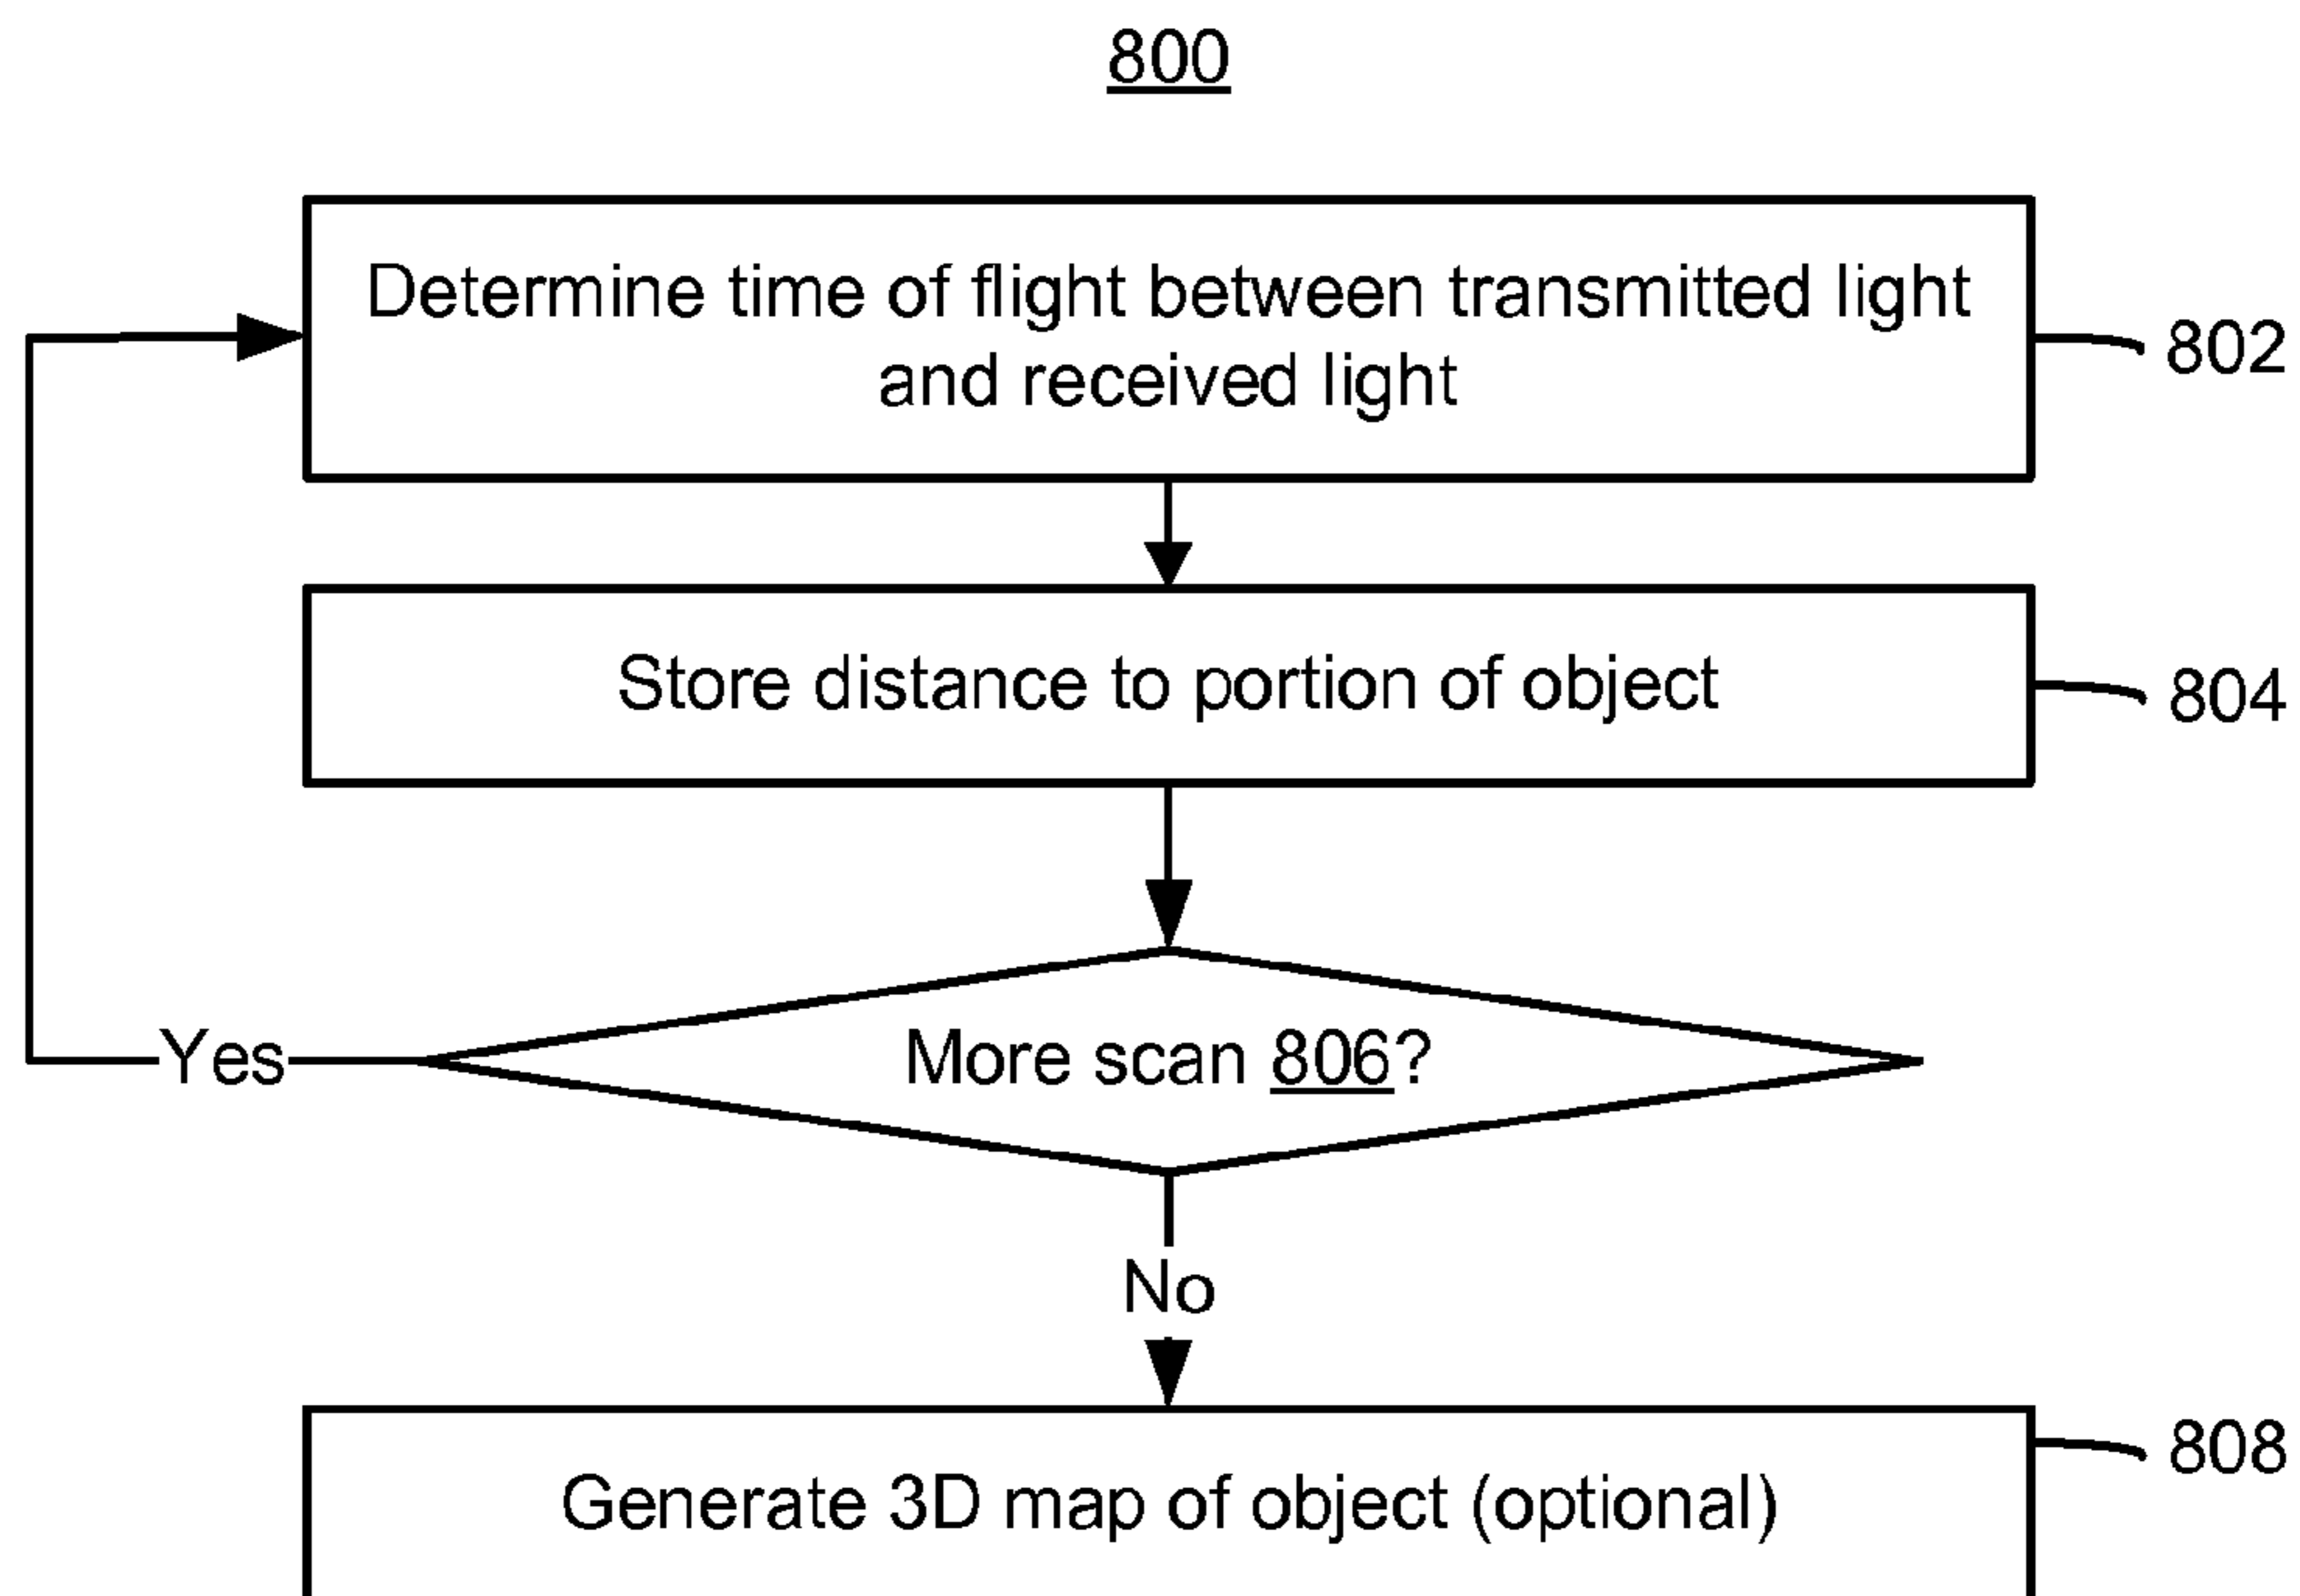 800
Determine time of flight between transmitted light
and received light
802
Store distance to portion of object
804
More scan 806?
Yes
No
808
Generate 3D map of object (optional)